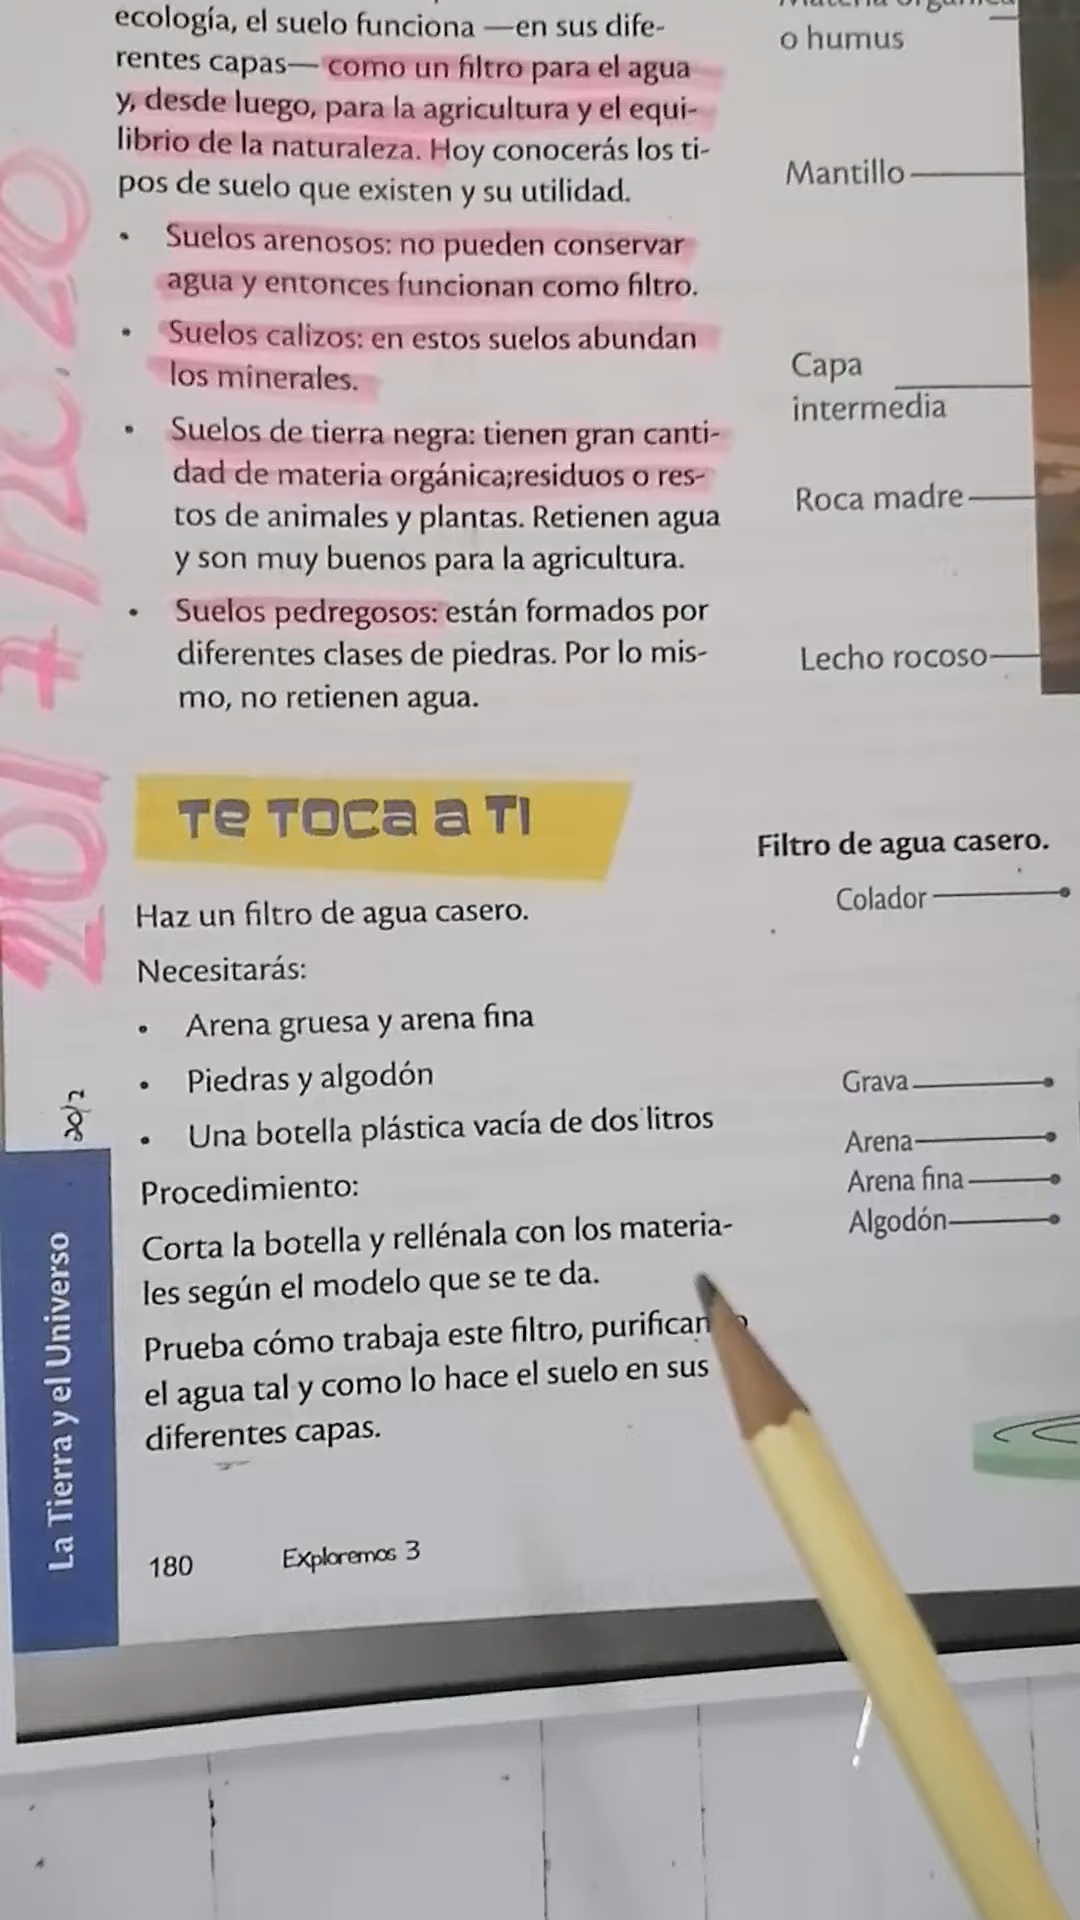 ecología, el suelo funciona —en sus dife-
rentes capas— como un filtro para el agua
y, desde luego, para la agricultura y el equi-
librio de la naturaleza. Hoy conocerás los ti-
pos de suelo que existen y su utilidad.
• Suelos arenosos: no pueden conservar
agua y entonces funcionan como filtro.
• Suelos calizos: en estos suelos abundan
los minerales.
• Suelos de tierra negra: tienen gran canti-
dad de materia orgánica;residuos o res-
tos de animales y plantas. Retienen agua
y son muy buenos para la agricultura.
• Suelos pedregosos: están formados por
diferentes clases de piedras. Por lo mis-
mo, no retienen agua.
o humus
Mantillo
Capa
intermedia
Roca madre
Lecho rocoso
Te toca a ti
Haz un filtro de agua casero.
Necesitarás:
• Arena gruesa y arena fina
• Piedras y algodón
• Una botella plástica vacía de dos litros
Procedimiento:
Corta la botella y rellénala con los materia-
les según el modelo que se te da.
Prueba cómo trabaja este filtro,
el agua tal y como lo hace el suelo en sus
diferentes capas.
Filtro de agua casero.
Colador
Grava
Arena
Arena fina
Algodón
La Tierra y el Universo
180 Exploremos 3